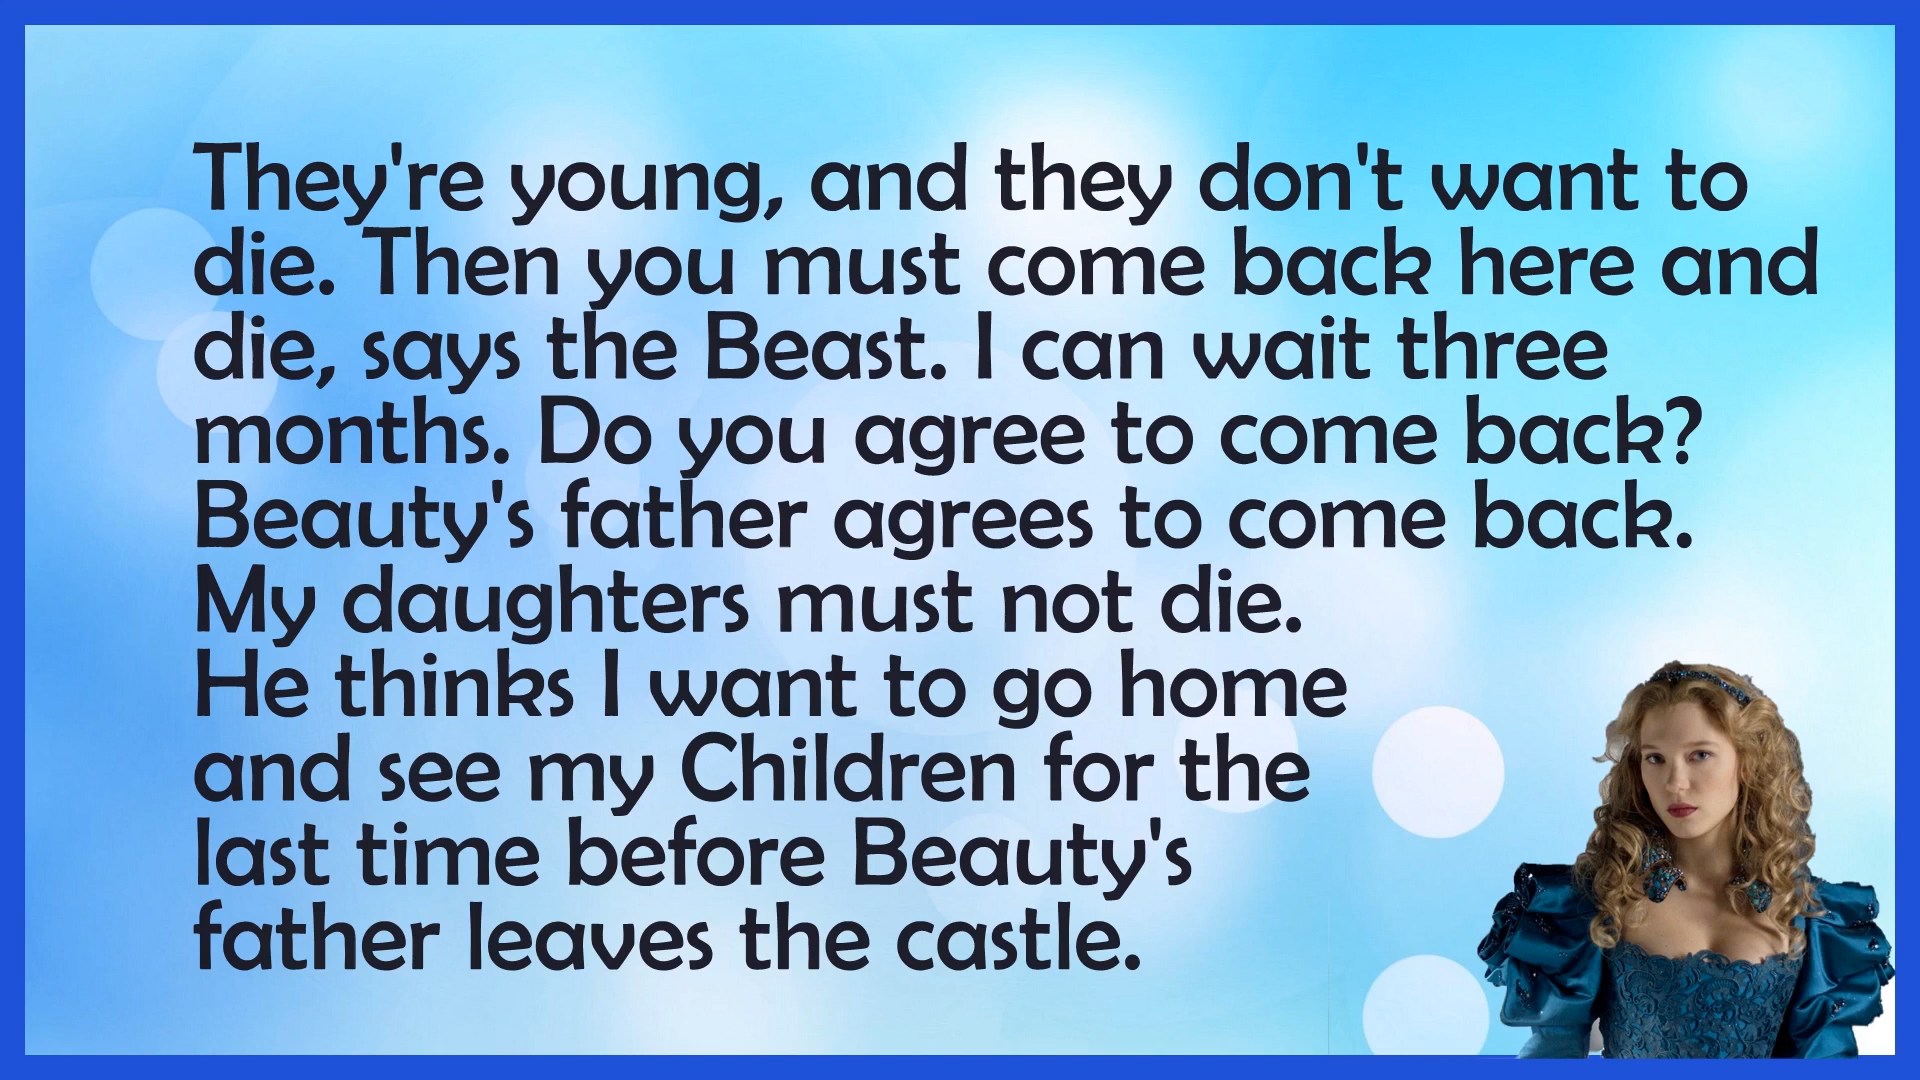 They're young, and they don't want to
die. Then you must come back here and
die, says the Beast. I can wait three
months. Do you agree to come back?
Beauty's father agrees to come back.
My daughters must not die.
He thinks I want to go home
and see my Children for the
last time before Beauty's
father leaves the castle.